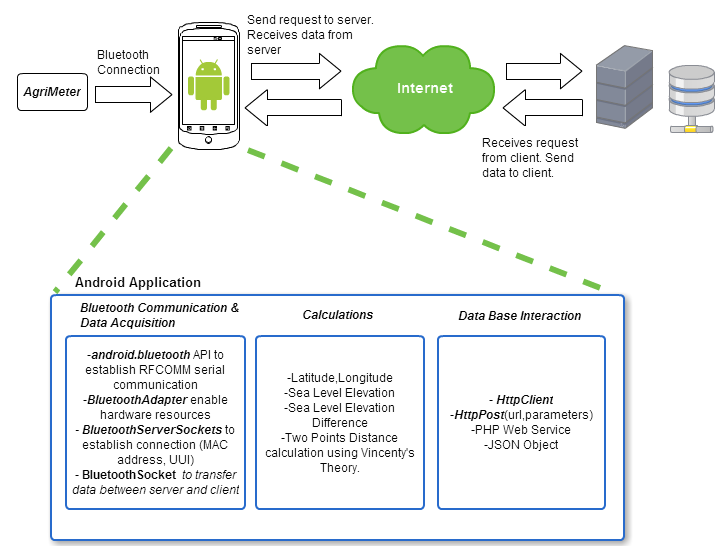 Send request to server.
Receives data from
server
Bluetooth
Connection
AgriMeter
Internet
Receives request
from client. Send
data to client.
Android Application
Bluetooth Communication &
Data Acquisition
-android.bluetooth API to
establish RFCOMM serial
communication
-BluetoothAdapter enable
hardware resources
- BluetoothServerSockets to
establish connection (MAC
address, UUI)
- BluetoothSocket to transfer
data between server and client
Calculations
-Latitude,Longitude
-Sea Level Elevation
-Sea Level Elevation
Difference
-Two Points Distance
calculation using Vincenty's
Theory.
Data Base Interaction
- HttpClient
-HttpPost(url,parameters)
-PHP Web Service
-JSON Object